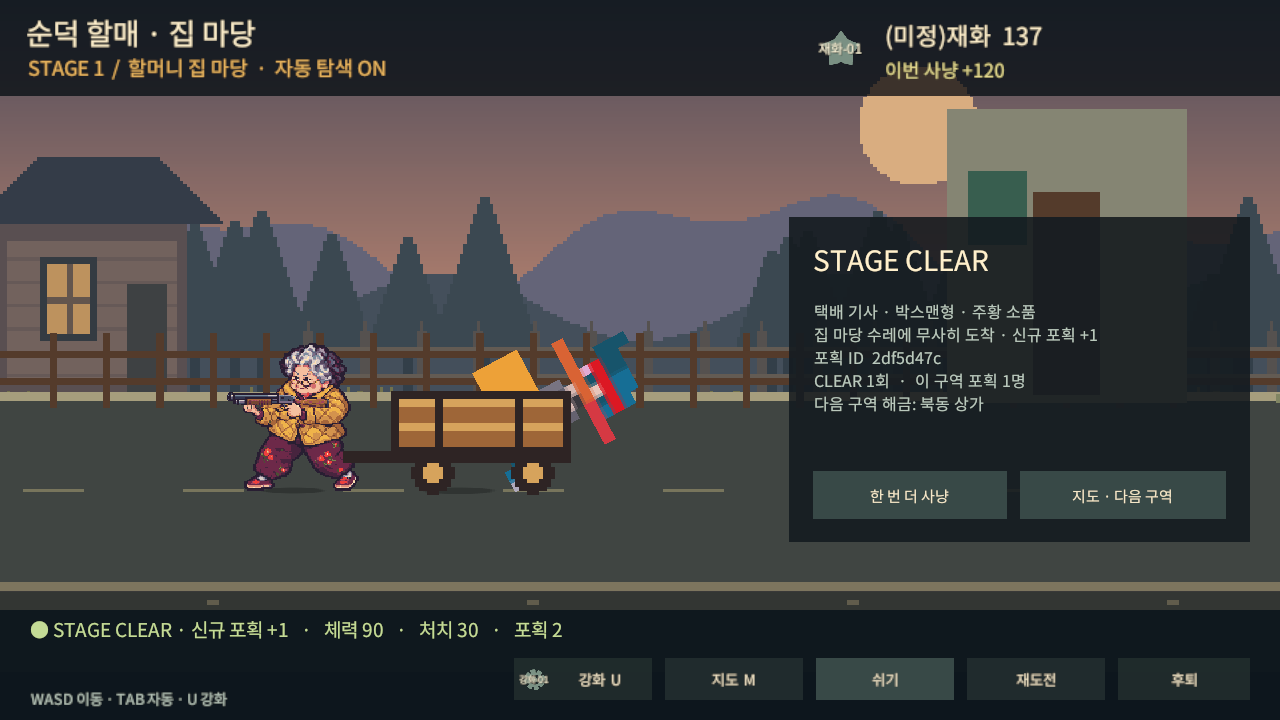 순덕 할매 · 집 마당
STAGE 1 / 할머니 집 마당 · 자동 탐색 ON
재화-01
(미정)재화 137
이번 사냥 +120
STAGE CLEAR
택배 기사 · 박스맨형 · 주황 소품
집 마당 수레에 무사히 도착 · 신규 포획 +1
포획 ID 2df5d47c
CLEAR 1회 · 이 구역 포획 1명
다음 구역 해금: 북동 상가
한 번 더 사냥
지도 · 다음 구역
STAGE CLEAR · 신규 포획 +1 · 체력 90 · 처치 30 · 포획 2
강화 U
지도 M
쉬기
재도전
후퇴
WASD 이동 · TAB 자동 · U 강화